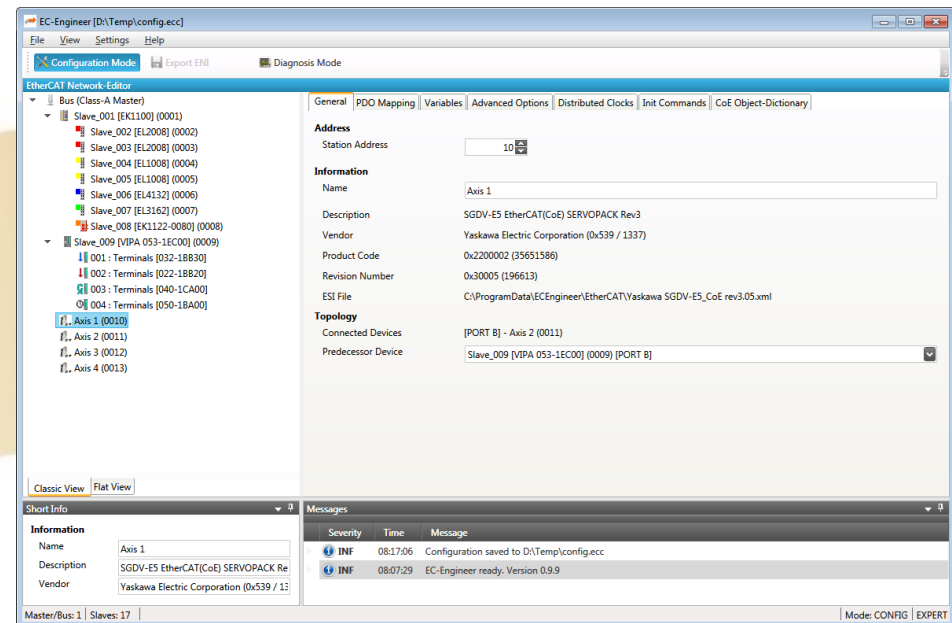 EC-Engineer [D:\Temp\config.ecc]
File View Settings Help
Configuration Mode Export ENI Diagnosis Mode
EtherCAT Network-Editor
Bus (Class-A Master)
Slave_001 [EK1100] (0001)
Slave_002 [EL2008] (0002)
Slave_003 [EL2008] (0003)
Slave_004 [EL1008] (0004)
Slave_005 [EL1008] (0005)
Slave_006 [EL4132] (0006)
Slave_007 [EL3162] (0007)
Slave_008 [EK1122-0080] (0008)
Slave_009 [VIPA 053-1EC00] (0009)
001 : Terminals [032-1BB30]
002 : Terminals [022-1BB20]
003 : Terminals [040-1CA00]
004 : Terminals [050-1BA00]
Axis 1 (0010)
Axis 2 (0011)
Axis 3 (0012)
Axis 4 (0013)
Classic View Flat View
General PDO Mapping Variables Advanced Options Distributed Clocks Init Commands CoE Object-Dictionary
Address
Station Address 10
Information
Name Axis 1
Description SGDV-E5 EtherCAT(CoE) SERVOPACK Rev3
Vendor Yaskawa Electric Corporation (0x539 / 1337)
Product Code 0x2200002 (35651586)
Revision Number 0x30005 (196613)
ESI File C:\ProgramData\ECEngineer\EtherCAT\Yaskawa SGDV-E5_CoE rev3.05.xml
Topology
Connected Devices [PORT B] - Axis 2 (0011)
Predecessor Device Slave_009 [VIPA 053-1EC00] (0009) [PORT B]
Short Info
Information
Name Axis 1
Description SGDV-E5 EtherCAT(CoE) SERVOPACK Re
Vendor Yaskawa Electric Corporation (0x539 / 13
Messages
Severity Time Message
INF 08:17:06 Configuration saved to D:\Temp\config.ecc
INF 08:07:29 EC-Engineer ready. Version 0.9.9
Master/Bus: 1 Slaves: 17 Mode: CONFIG EXPERT